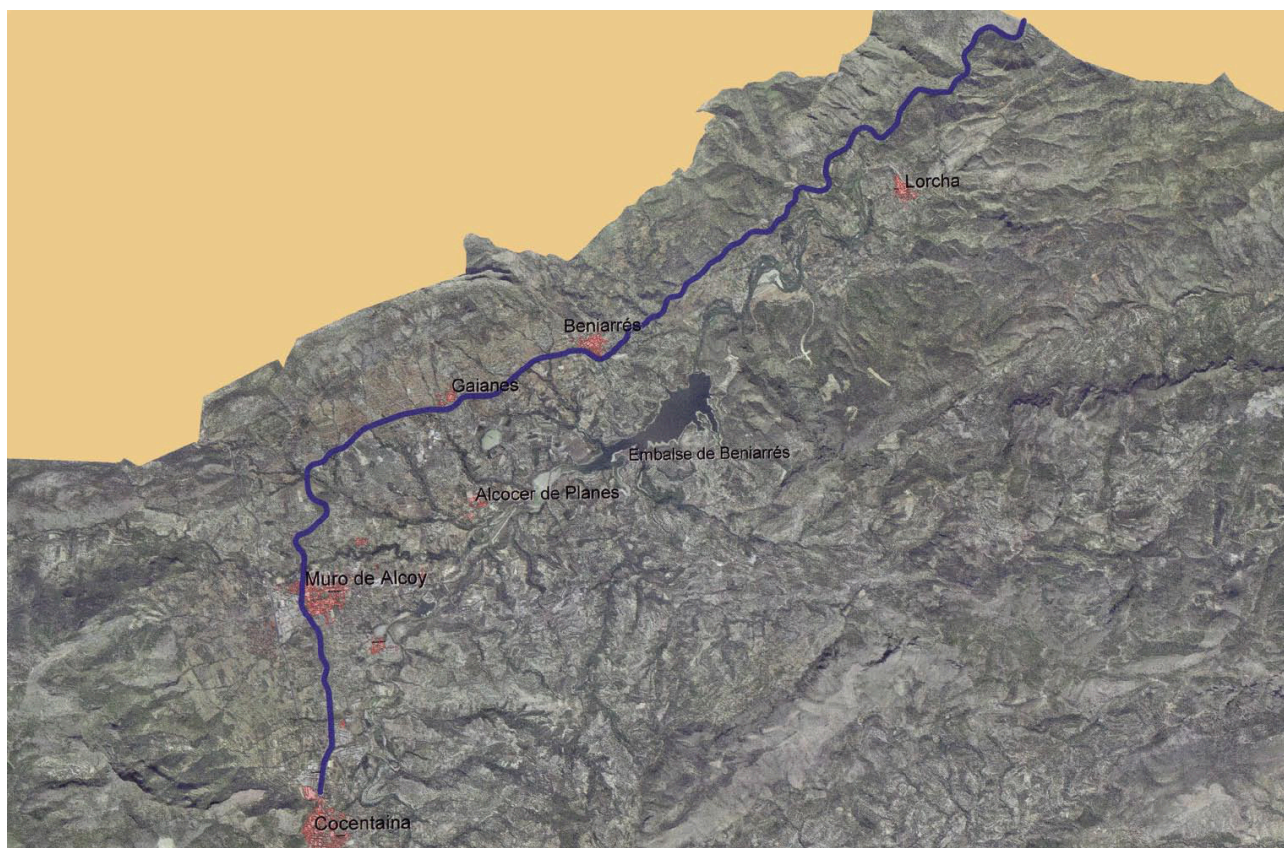 Lorcha
Beniarrés
Gaianes
Embalse de Beniarrés
Alcocer de Planes
Muro de Alcoy
Cocentaina